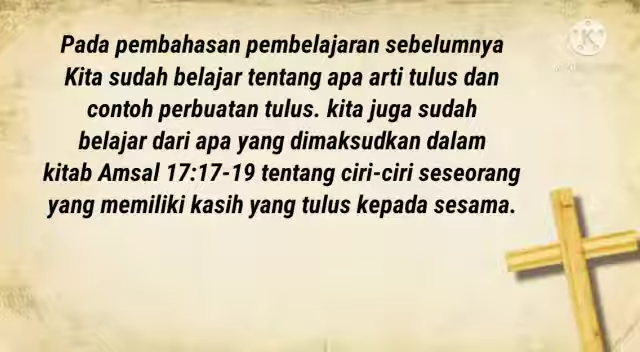 Pada pembahasan pembelajaran sebelumnya
Kita sudah belajar tentang apa arti tulus dan
contoh perbuatan tulus. kita juga sudah
belajar dari apa yang dimaksudkan dalam
kitab Amsal 17:17-19 tentang ciri-ciri seseorang
yang memiliki kasih yang tulus kepada sesama.